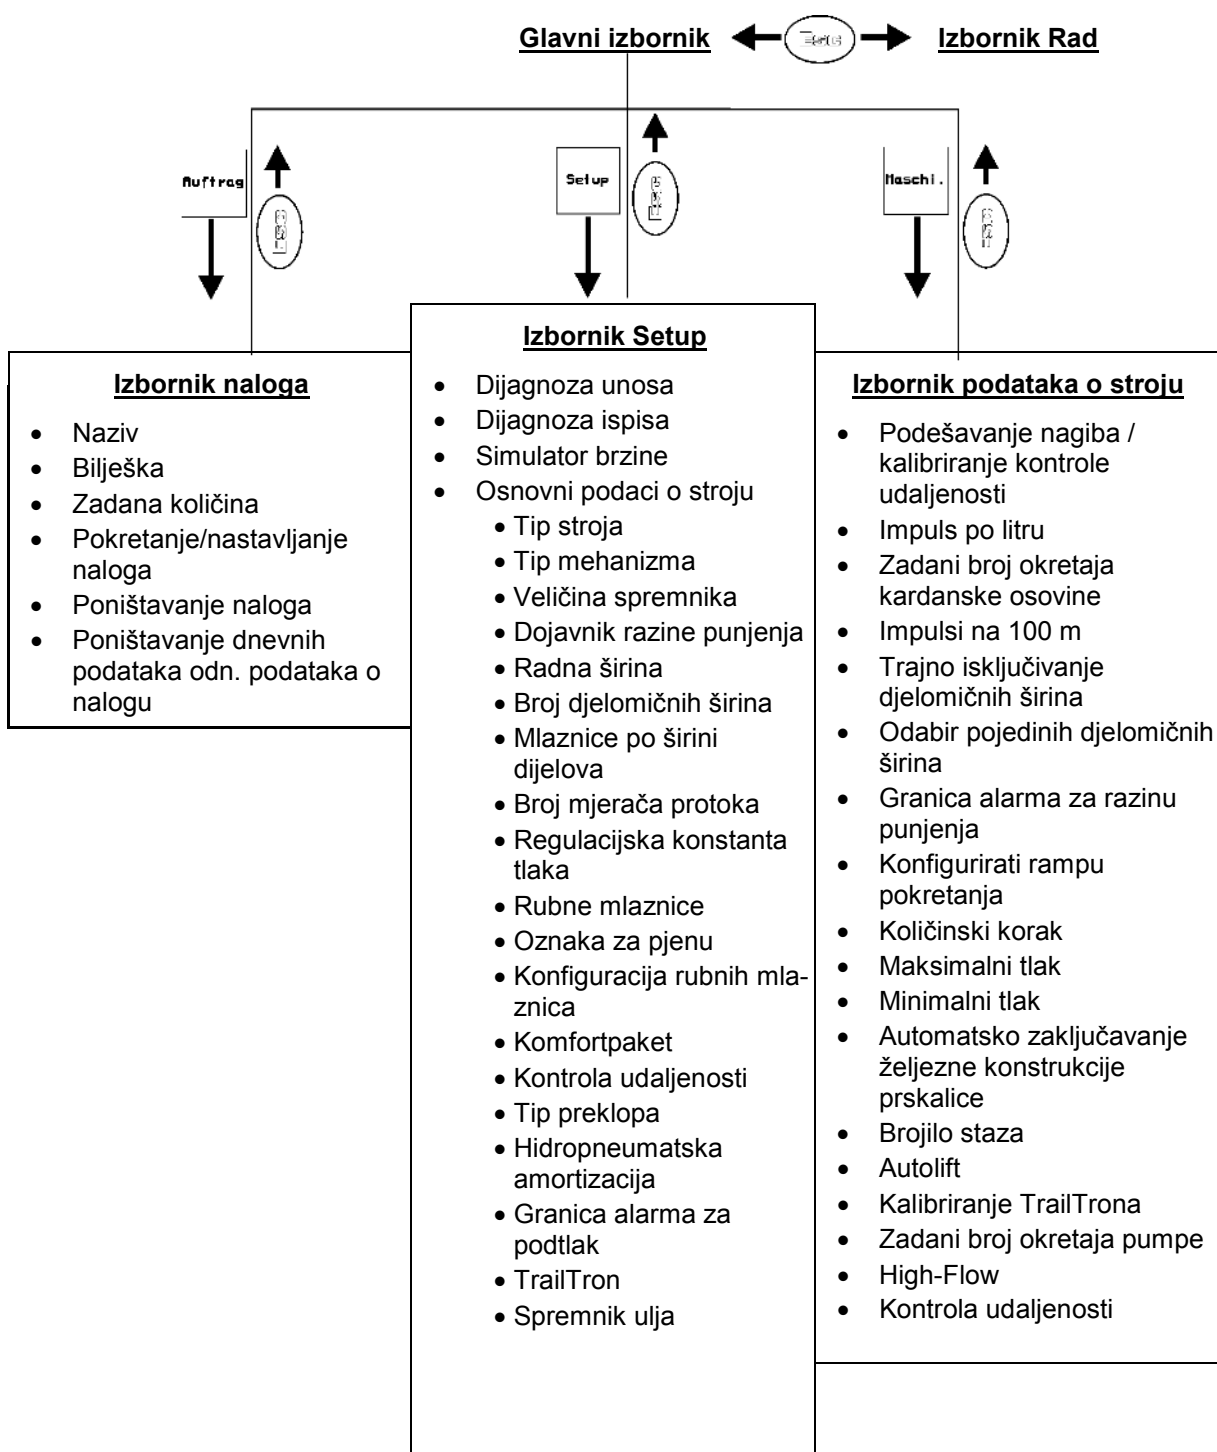 Glavni izbornik
Izbornik Rad
Auftrag
Setup
Maschi.
Esc
Esc
Esc
Izbornik naloga
• Naziv
• Bilješka
• Zadana količina
• Pokretanje/nastavljanje
naloga
• Poništavanje naloga
• Poništavanje dnevnih
podataka odn. podataka o
nalogu
Izbornik Setup
• Dijagnoza unosa
• Dijagnoza ispisa
• Simulator brzine
• Osnovni podaci o stroju
• Tip stroja
• Tip mehanizma
• Veličina spremnika
• Dojavnik razine punjenja
• Radna širina
• Broj djelomičnih širina
• Mlaznice po širini
dijelova
• Broj mjerača protoka
• Regulacijska konstanta
tlaka
• Rubne mlaznice
• Oznaka za pjenu
• Konfiguracija rubnih mla-
znica
• Komfortpaket
• Kontrola udaljenosti
• Tip preklopa
• Hidropneumatska
amortizacija
• Granica alarma za
podtlak
• TrailTron
• Spremnik ulja
Izbornik podataka o stroju
• Podešavanje nagiba /
kalibriranje kontrole
udaljenosti
• Impuls po litru
• Zadani broj okretaja
kardanske osovine
• Impulsi na 100 m
• Trajno isključivanje
djelomičnih širina
• Odabir pojedinih djelomičnih
širina
• Granica alarma za razinu
punjenja
• Konfigurirati rampu
pokretanja
• Količinski korak
• Maksimalni tlak
• Minimalni tlak
• Automatsko zaključavanje
željezne konstrukcije
prskalice
• Brojilo staza
• Autolift
• Kalibriranje TrailTrona
• Zadani broj okretaja pumpe
• High-Flow
• Kontrola udaljenosti